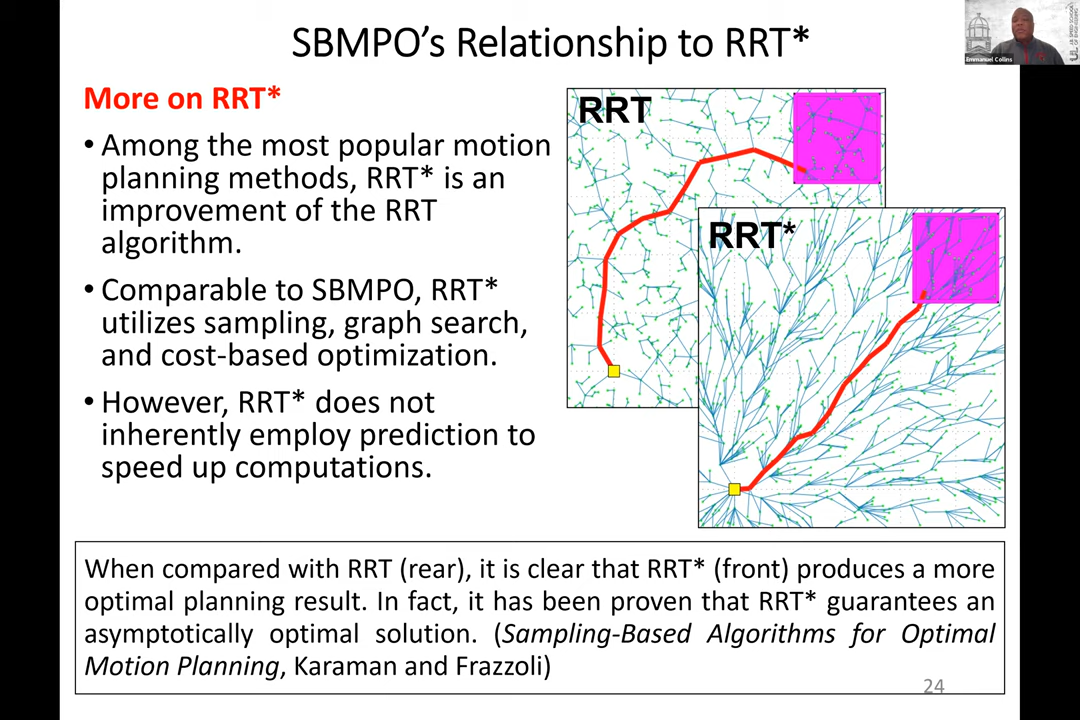 SBMPO’s Relationship to RRT*
Emmanuel Collins
More on RRT*
• Among the most popular motion
planning methods, RRT* is an
improvement of the RRT
algorithm.
• Comparable to SBMPO, RRT*
utilizes sampling, graph search,
and cost-based optimization.
• However, RRT* does not
inherently employ prediction to
speed up computations.
RRT
RRT*
When compared with RRT (rear), it is clear that RRT* (front) produces a more
optimal planning result. In fact, it has been proven that RRT* guarantees an
asymptotically optimal solution. (Sampling-Based Algorithms for Optimal
Motion Planning, Karaman and Frazzoli)
24